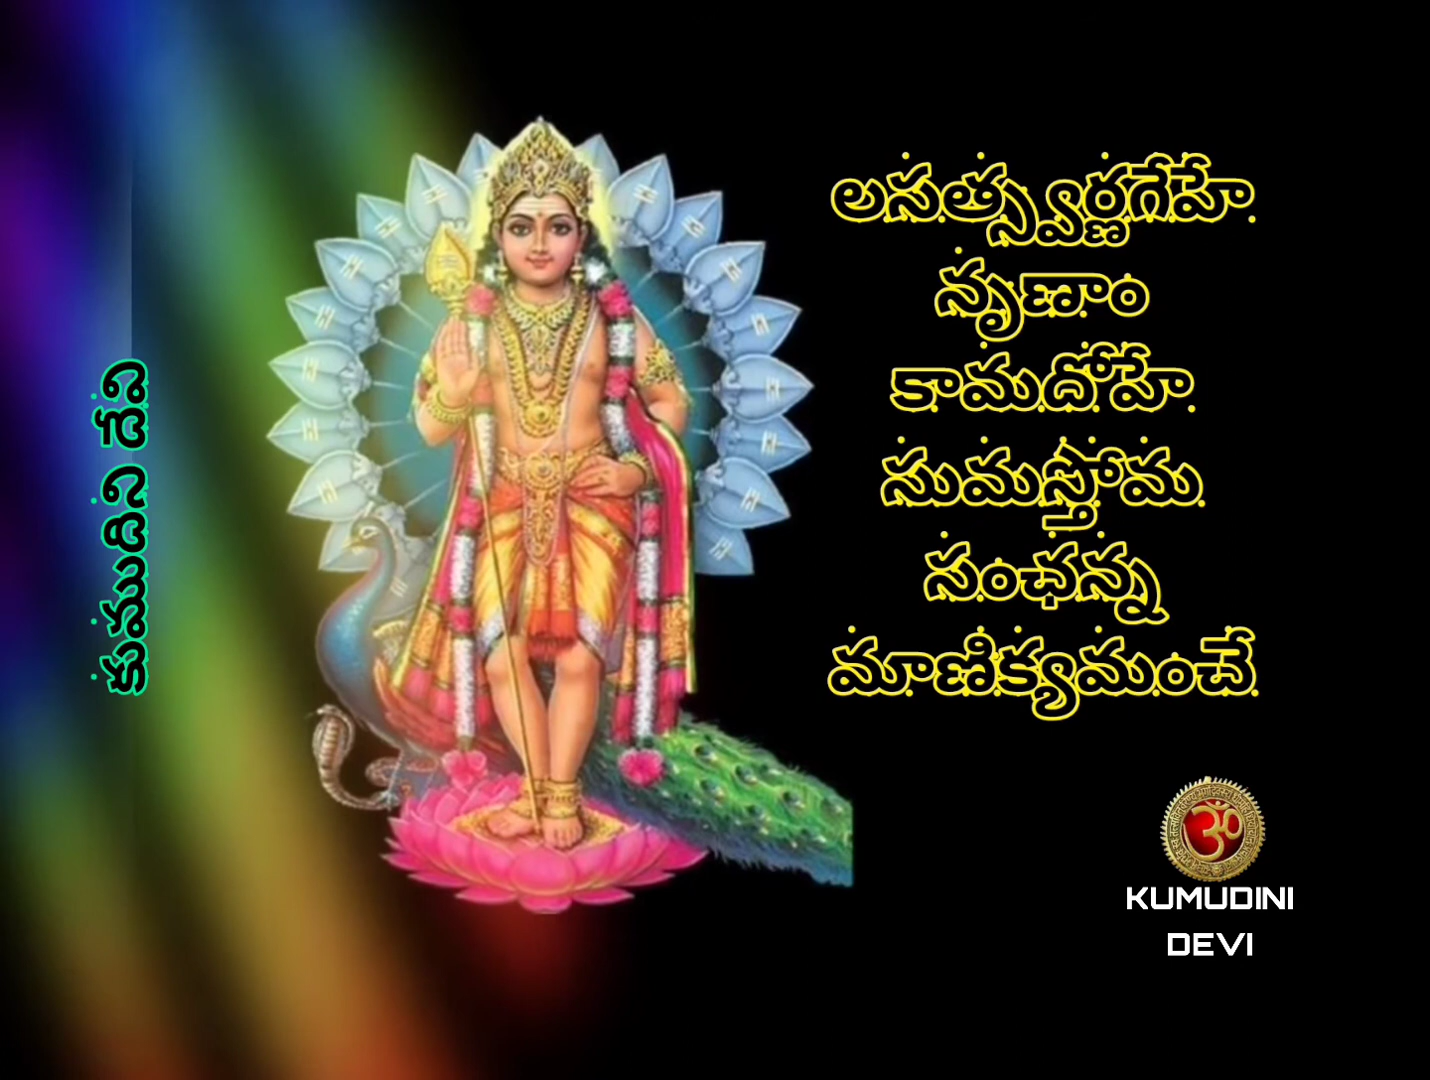 కుముదిని దేవి
లసత్స్వర్ణగేహే
నృణాం
కామదోహే
సుమస్తోమ
సంఛన్న
మాణిక్యమంచే
ॐ
KUMUDINI
DEVI